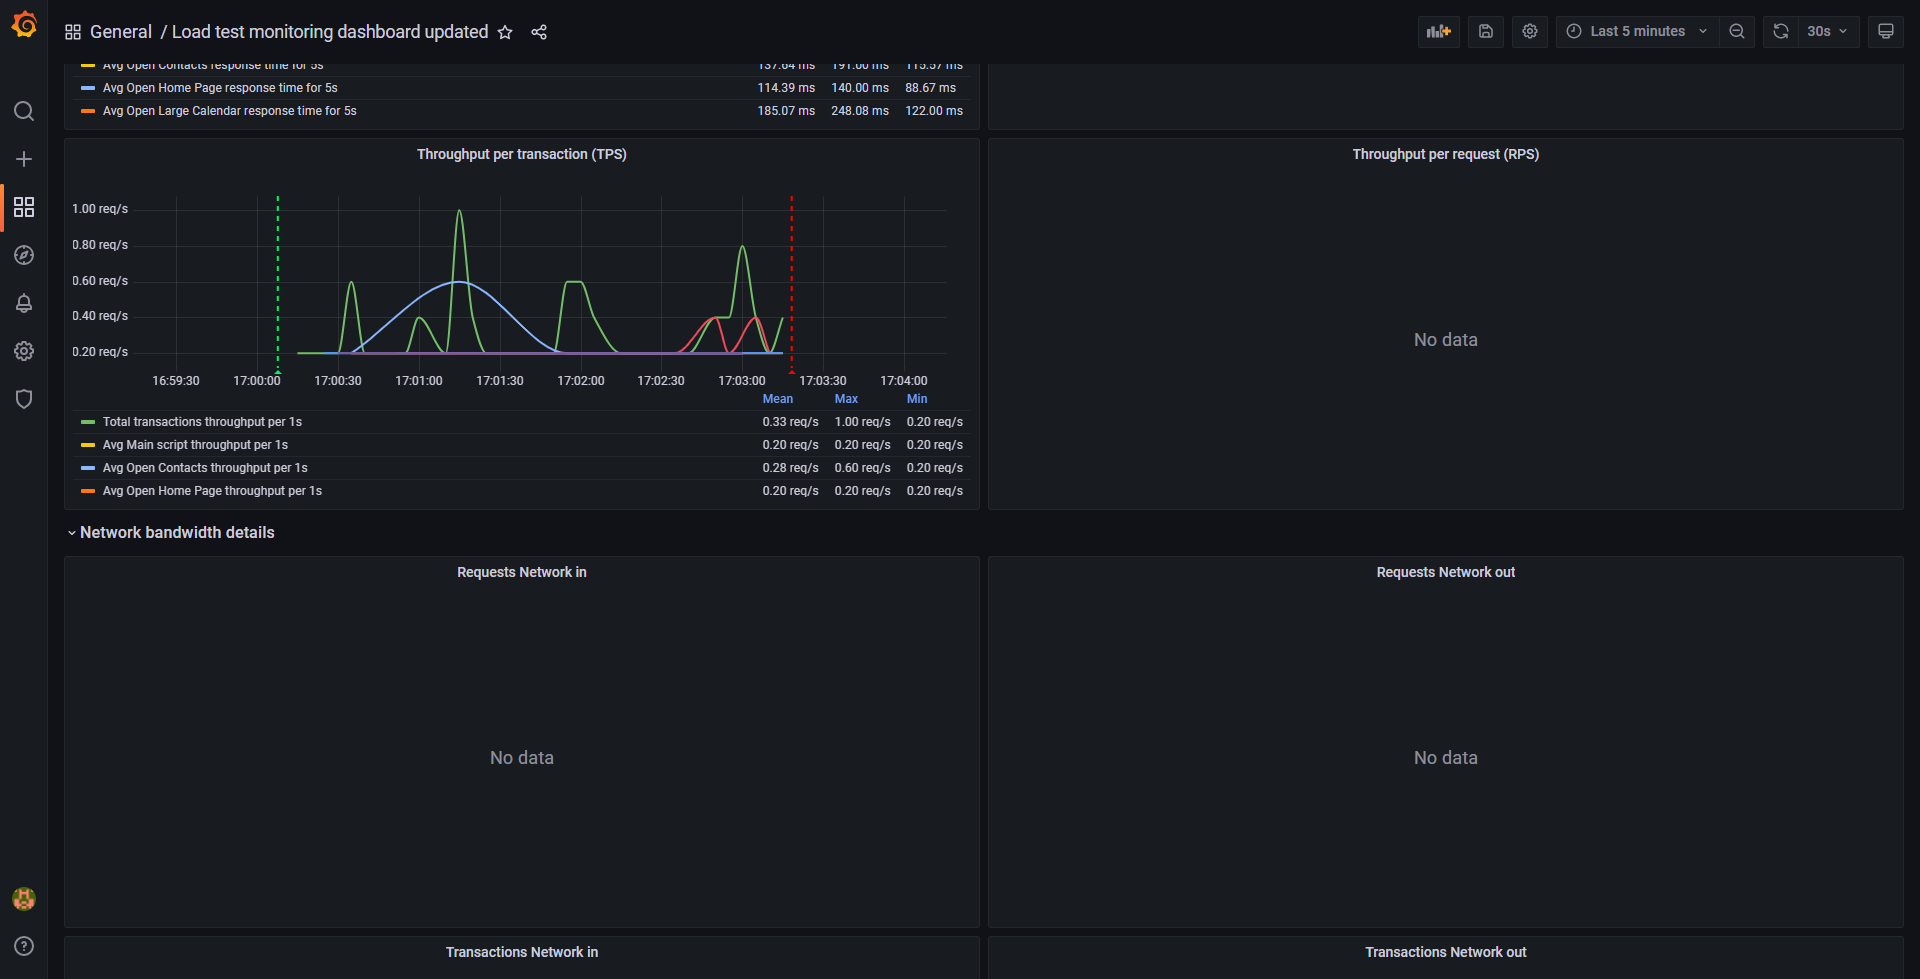 General / Load test monitoring dashboard updated
Last 5 minutes
30s
Avg Open Contacts response time for 5s 137.64 ms 191.00 ms 115.57 ms
Avg Open Home Page response time for 5s 114.39 ms 140.00 ms 88.67 ms
Avg Open Large Calendar response time for 5s 185.07 ms 248.08 ms 122.00 ms
Throughput per transaction (TPS)
1.00 req/s
0.80 req/s
0.60 req/s
0.40 req/s
0.20 req/s
16:59:30 17:00:00 17:00:30 17:01:00 17:01:30 17:02:00 17:02:30 17:03:00 17:03:30 17:04:00
Mean Max Min
Total transactions throughput per 1s 0.33 req/s 1.00 req/s 0.20 req/s
Avg Main script throughput per 1s 0.20 req/s 0.20 req/s 0.20 req/s
Avg Open Contacts throughput per 1s 0.28 req/s 0.60 req/s 0.20 req/s
Avg Open Home Page throughput per 1s 0.20 req/s 0.20 req/s 0.20 req/s
Throughput per request (RPS)
No data
Network bandwidth details
Requests Network in
No data
Requests Network out
No data
Transactions Network in
Transactions Network out